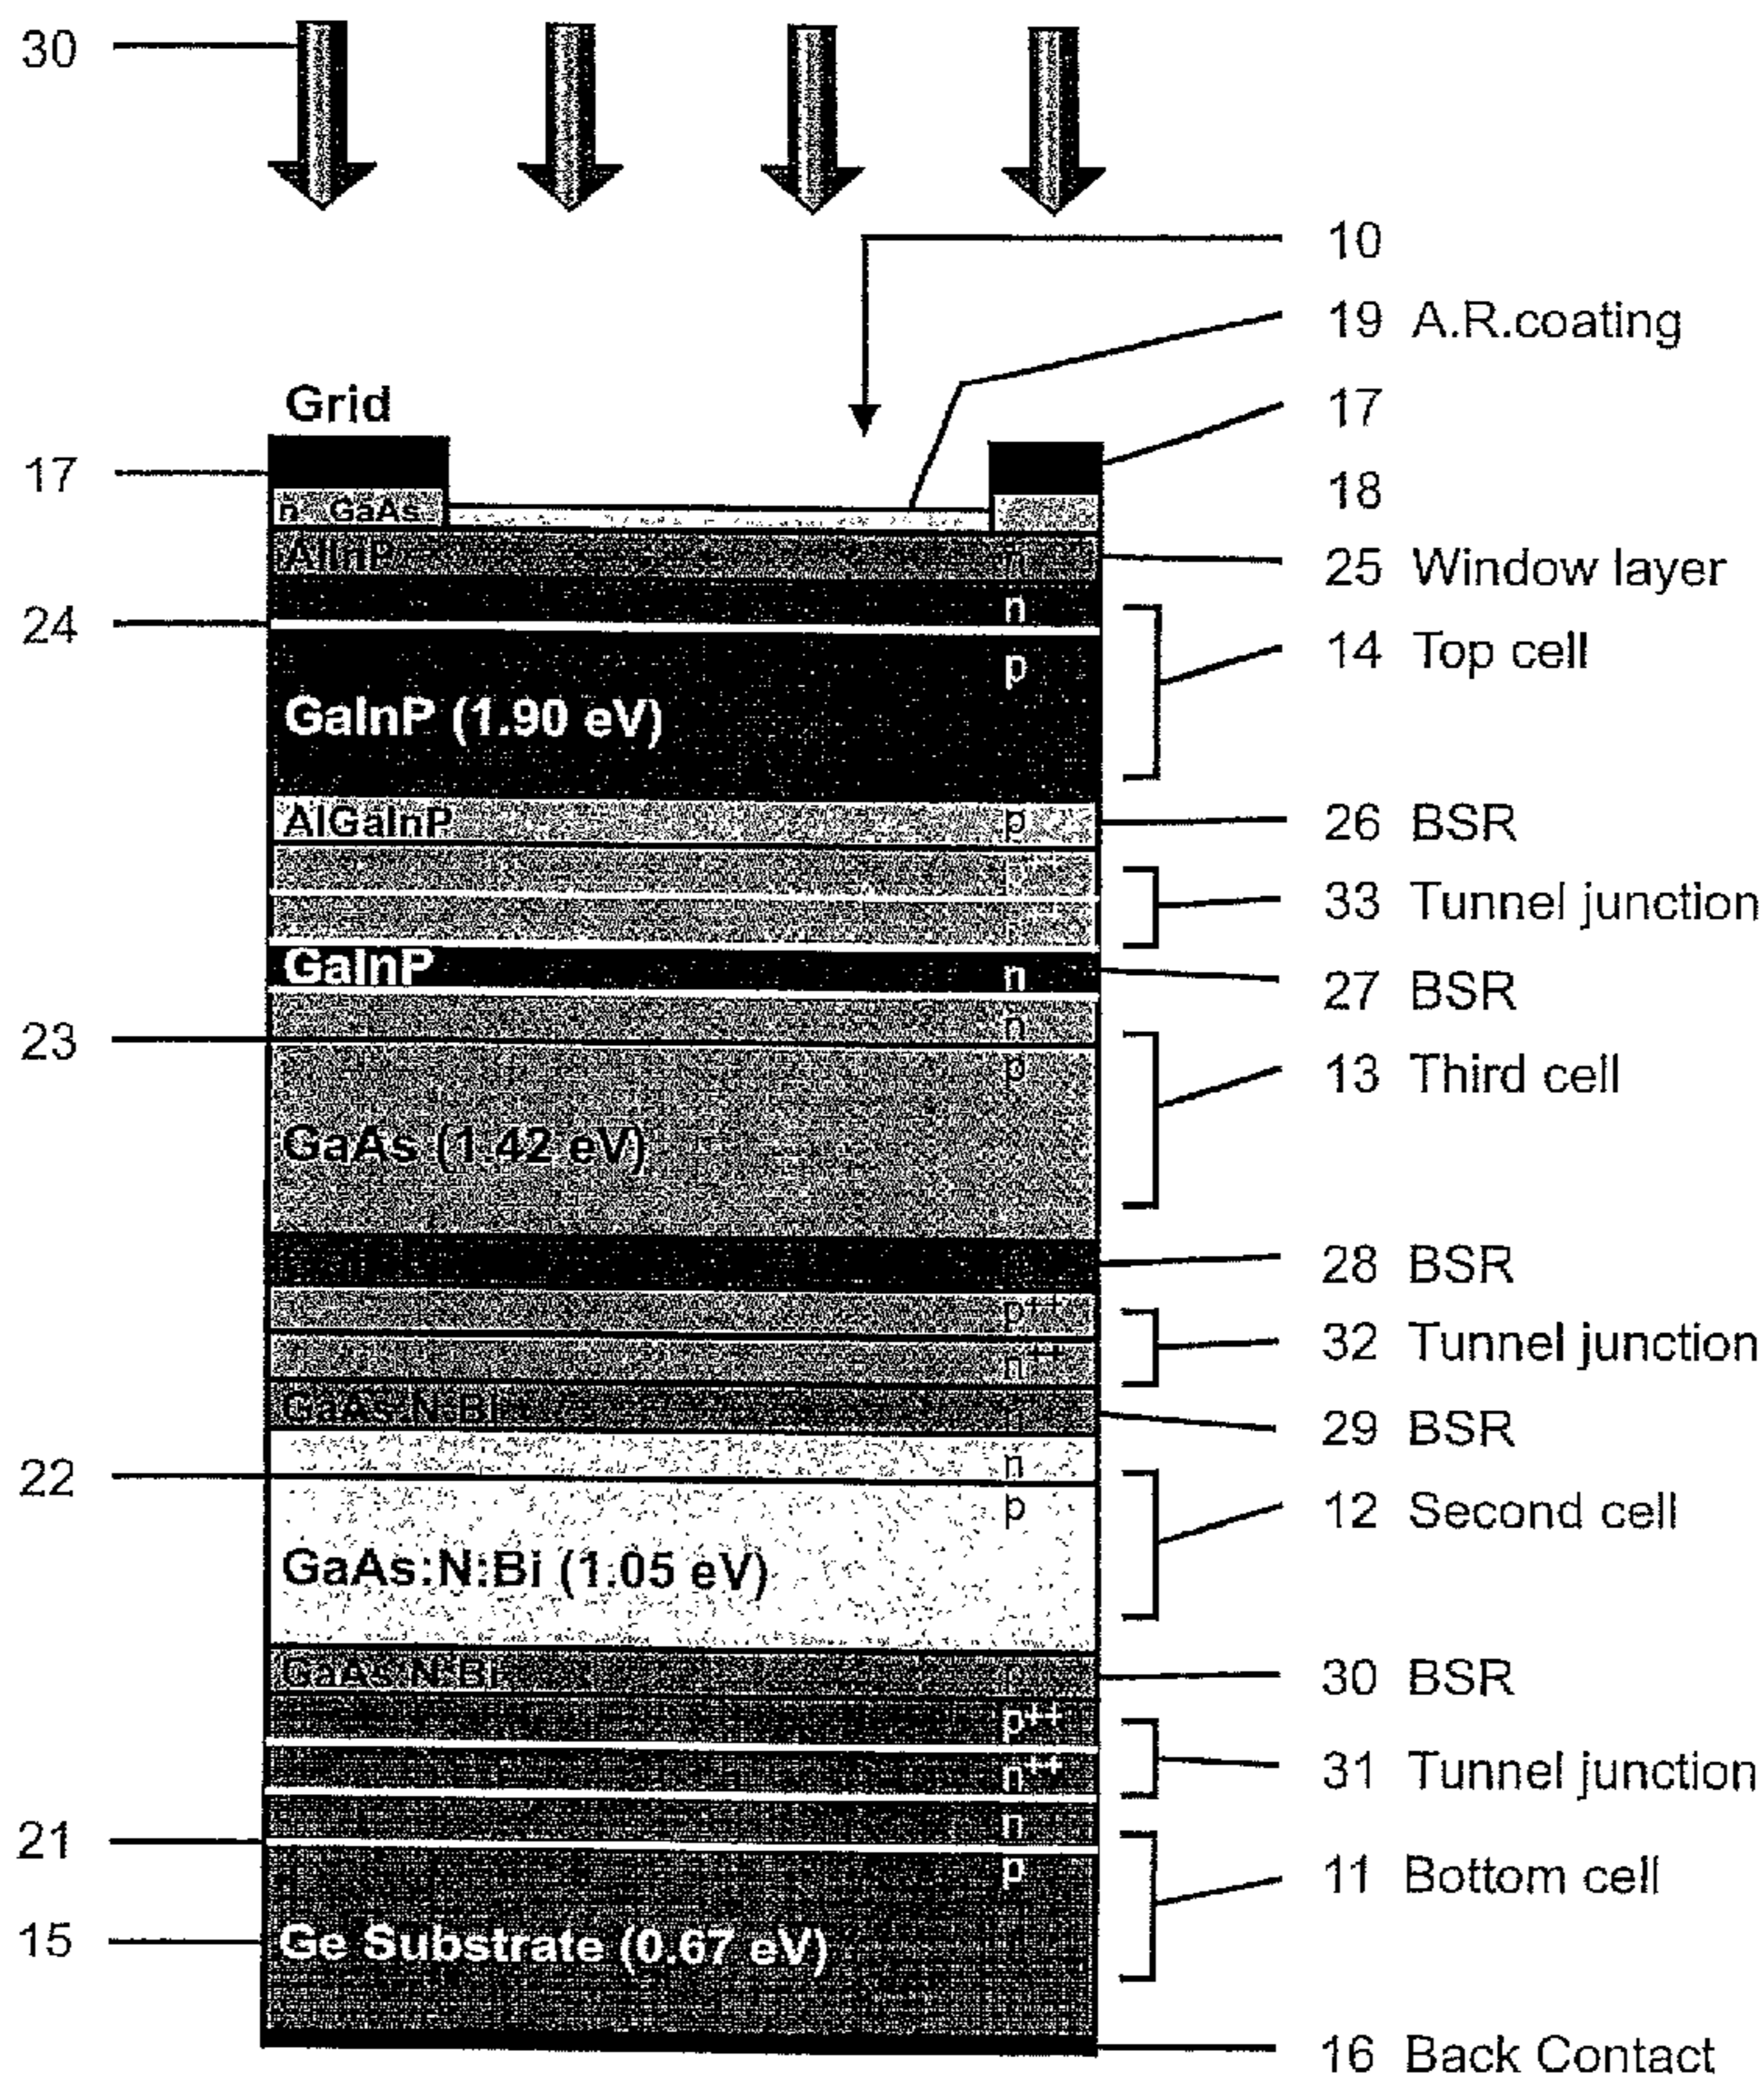 30
10
19 A.R.coating
Grid
17
17
18
n GaAs
AlInP n
25 Window layer
n
24
14 Top cell
p
GaInP (1.90 eV)
AlGaInP p
26 BSR
33 Tunnel junction
GaInP n
27 BSR
n
23
p
13 Third cell
GaAs (1.42 eV)
28 BSR
p++
32 Tunnel junction
n++
GaAs:N:Bi
29 BSR
n
22
p
12 Second cell
GaAs:N:Bi (1.05 eV)
GaAs:N:Bi p
30 BSR
p++
31 Tunnel junction
n++
n
21
p
11 Bottom cell
15
Ge Substrate (0.67 eV)
16 Back Contact